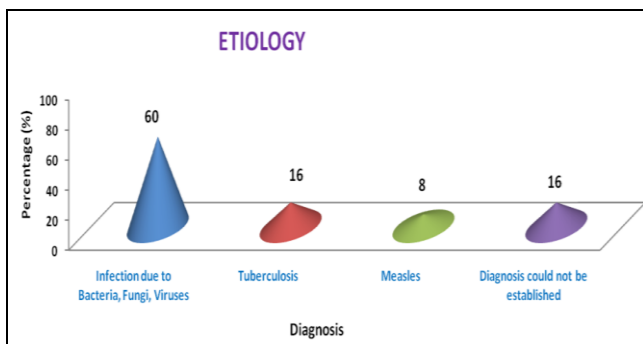 ETIOLOGY
Percentage (%)
100
80
60
40
20
0
60
16
8
16
Infection due to
Bacteria, Fungi, Viruses
Tuberculosis
Measles
Diagnosis could not be
established
Diagnosis